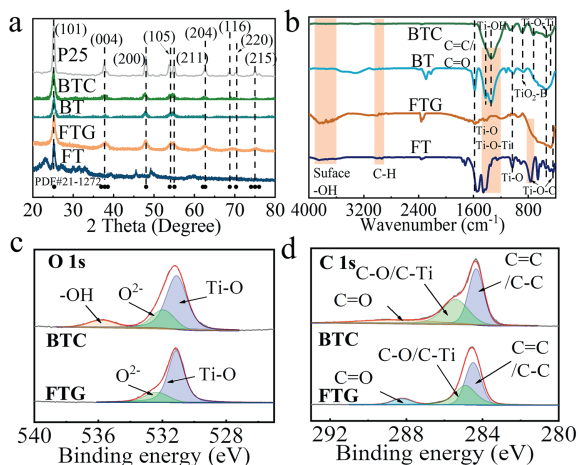 a
(101)
(004)
(105)
(204)
(116)
(220)
(200)
(211)
(215)
P25
BTC
BT
FTG
FT
PDF#21-1272
20 30 40 50 60 70 80
2 Theta (Degree)
b
BTC
Ti-OH
Ti-O-Ti
BT
C=C/
C=O
TiO2-B
FTG
Ti-O
Ti-O-Ti
FT
Suface
-OH
C-H
Ti-O
Ti-O-C
4000 3200 2400 1600 800
Wavenumber (cm-1)
c
O 1s
-OH
O2-
Ti-O
BTC
O2-
Ti-O
FTG
540 535 530 525
Binding energy (eV)
d
C 1s
C=C
/C-C
C-O/C-Ti
C=O
BTC
C-O/C-Ti
C=C
/C-C
C=O
FTG
292 288 284 280
Binding energy (eV)